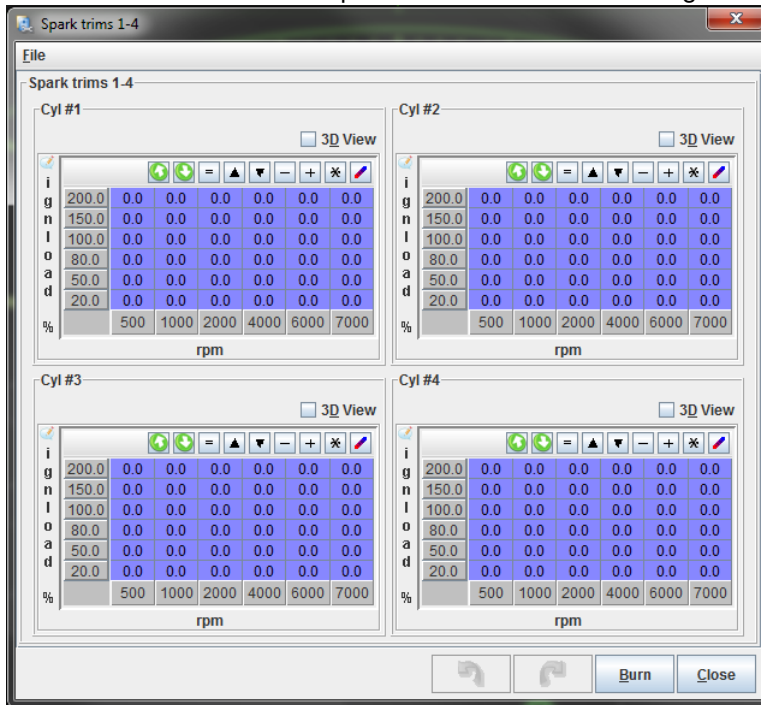 Spark trims 1-4
File
Spark trims 1-4
Cyl #1
3D View
= ▲ ▼ − + *
ignload %
200.0 0.0 0.0 0.0 0.0 0.0 0.0
150.0 0.0 0.0 0.0 0.0 0.0 0.0
100.0 0.0 0.0 0.0 0.0 0.0 0.0
80.0 0.0 0.0 0.0 0.0 0.0 0.0
50.0 0.0 0.0 0.0 0.0 0.0 0.0
20.0 0.0 0.0 0.0 0.0 0.0 0.0
500 1000 2000 4000 6000 7000
rpm
Cyl #2
3D View
= ▲ ▼ − + *
ignload %
200.0 0.0 0.0 0.0 0.0 0.0 0.0
150.0 0.0 0.0 0.0 0.0 0.0 0.0
100.0 0.0 0.0 0.0 0.0 0.0 0.0
80.0 0.0 0.0 0.0 0.0 0.0 0.0
50.0 0.0 0.0 0.0 0.0 0.0 0.0
20.0 0.0 0.0 0.0 0.0 0.0 0.0
500 1000 2000 4000 6000 7000
rpm
Cyl #3
3D View
= ▲ ▼ − + *
ignload %
200.0 0.0 0.0 0.0 0.0 0.0 0.0
150.0 0.0 0.0 0.0 0.0 0.0 0.0
100.0 0.0 0.0 0.0 0.0 0.0 0.0
80.0 0.0 0.0 0.0 0.0 0.0 0.0
50.0 0.0 0.0 0.0 0.0 0.0 0.0
20.0 0.0 0.0 0.0 0.0 0.0 0.0
500 1000 2000 4000 6000 7000
rpm
Cyl #4
3D View
= ▲ ▼ − + *
ignload %
200.0 0.0 0.0 0.0 0.0 0.0 0.0
150.0 0.0 0.0 0.0 0.0 0.0 0.0
100.0 0.0 0.0 0.0 0.0 0.0 0.0
80.0 0.0 0.0 0.0 0.0 0.0 0.0
50.0 0.0 0.0 0.0 0.0 0.0 0.0
20.0 0.0 0.0 0.0 0.0 0.0 0.0
500 1000 2000 4000 6000 7000
rpm
Burn
Close